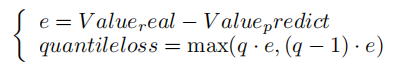 e = Value_real − Value_predict
quantileloss = max(q · e, (q − 1) · e)